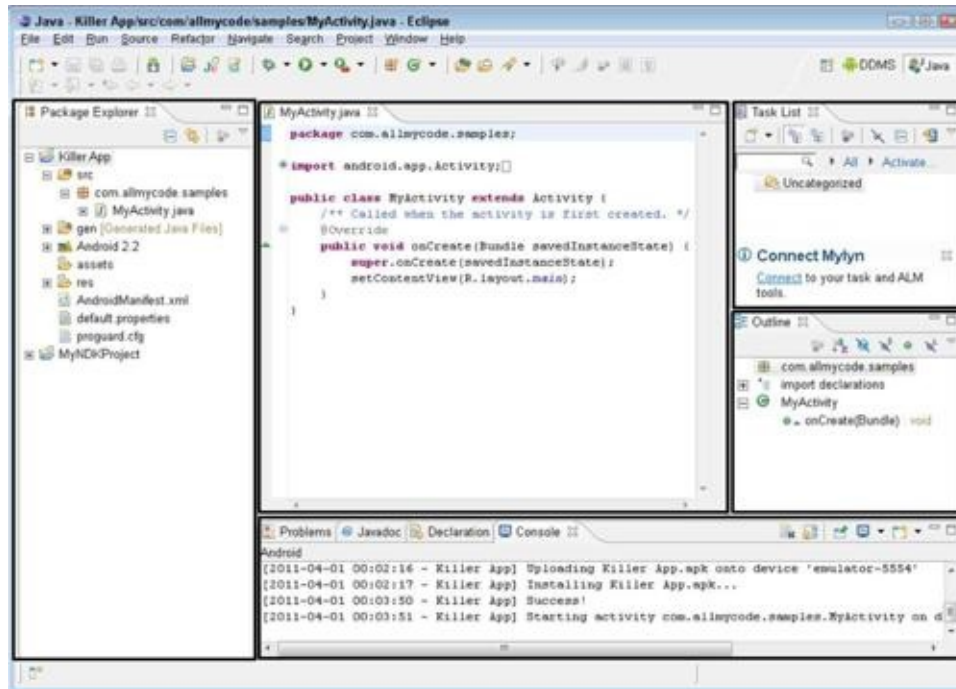 Java - Killer App/src/com/allmycode/samples/MyActivity.java - Eclipse
File Edit Run Source Refactor Navigate Search Project Window Help
DDMS Java
Package Explorer
Killer App
src
com.allmycode.samples
MyActivity.java
gen [Generated Java Files]
Android 2.2
assets
res
AndroidManifest.xml
default.properties
proguard.cfg
MyNDKProject
MyActivity.java
package com.allmycode.samples;
import android.app.Activity;
public class MyActivity extends Activity {
/** Called when the activity is first created. */
@Override
public void onCreate(Bundle savedInstanceState) {
super.onCreate(savedInstanceState);
setContentView(R.layout.main);
}
}
Task List
All Activate...
Uncategorized
Connect Mylyn
Connect to your task and ALM
tools.
Outline
com.allmycode.samples
import declarations
MyActivity
onCreate(Bundle) : void
Problems @ Javadoc Declaration Console
Android
[2011-04-01 00:02:16 - Killer App] Uploading Killer App.apk onto device 'emulator-5554'
[2011-04-01 00:02:17 - Killer App] Installing Killer App.apk...
[2011-04-01 00:03:50 - Killer App] Success!
[2011-04-01 00:03:51 - Killer App] Starting activity com.allmycode.samples.MyActivity on d